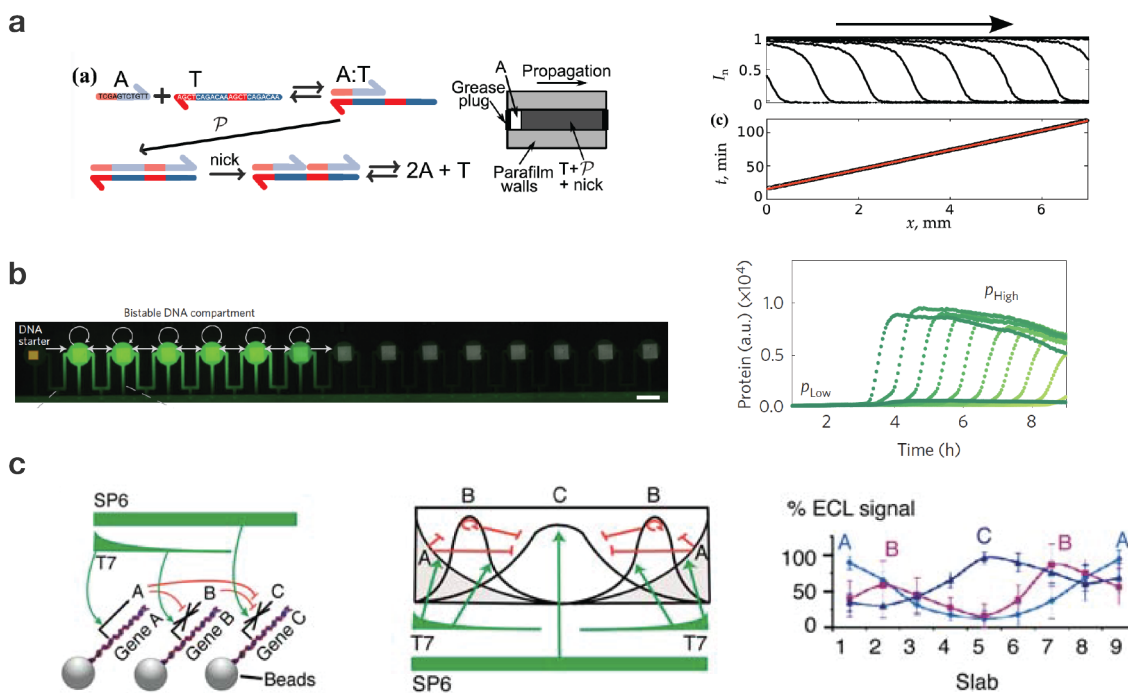 a
(a)
A
T
A:T
TCGAGTCTGTT
+
AGCTCAGACAAAGCTCAGACAA
𝒫
nick
2A + T
A
Propagation
Grease
plug
Parafilm
walls
T+𝒫
+ nick
1
0.5
0
Iₙ
(c)
100
50
0
t, min
0
2
4
6
x, mm
b
Bistable DNA compartment
DNA
starter
Protein (a.u.) (×10⁴)
1.0
0.5
0.0
pHigh
pLow
2
4
6
8
Time (h)
c
SP6
T7
A
B
C
Gene A
Gene B
Gene C
Beads
B
C
B
A
A
T7
T7
SP6
% ECL signal
A
B
C
B
A
100
50
0
1 2 3 4 5 6 7 8 9
Slab